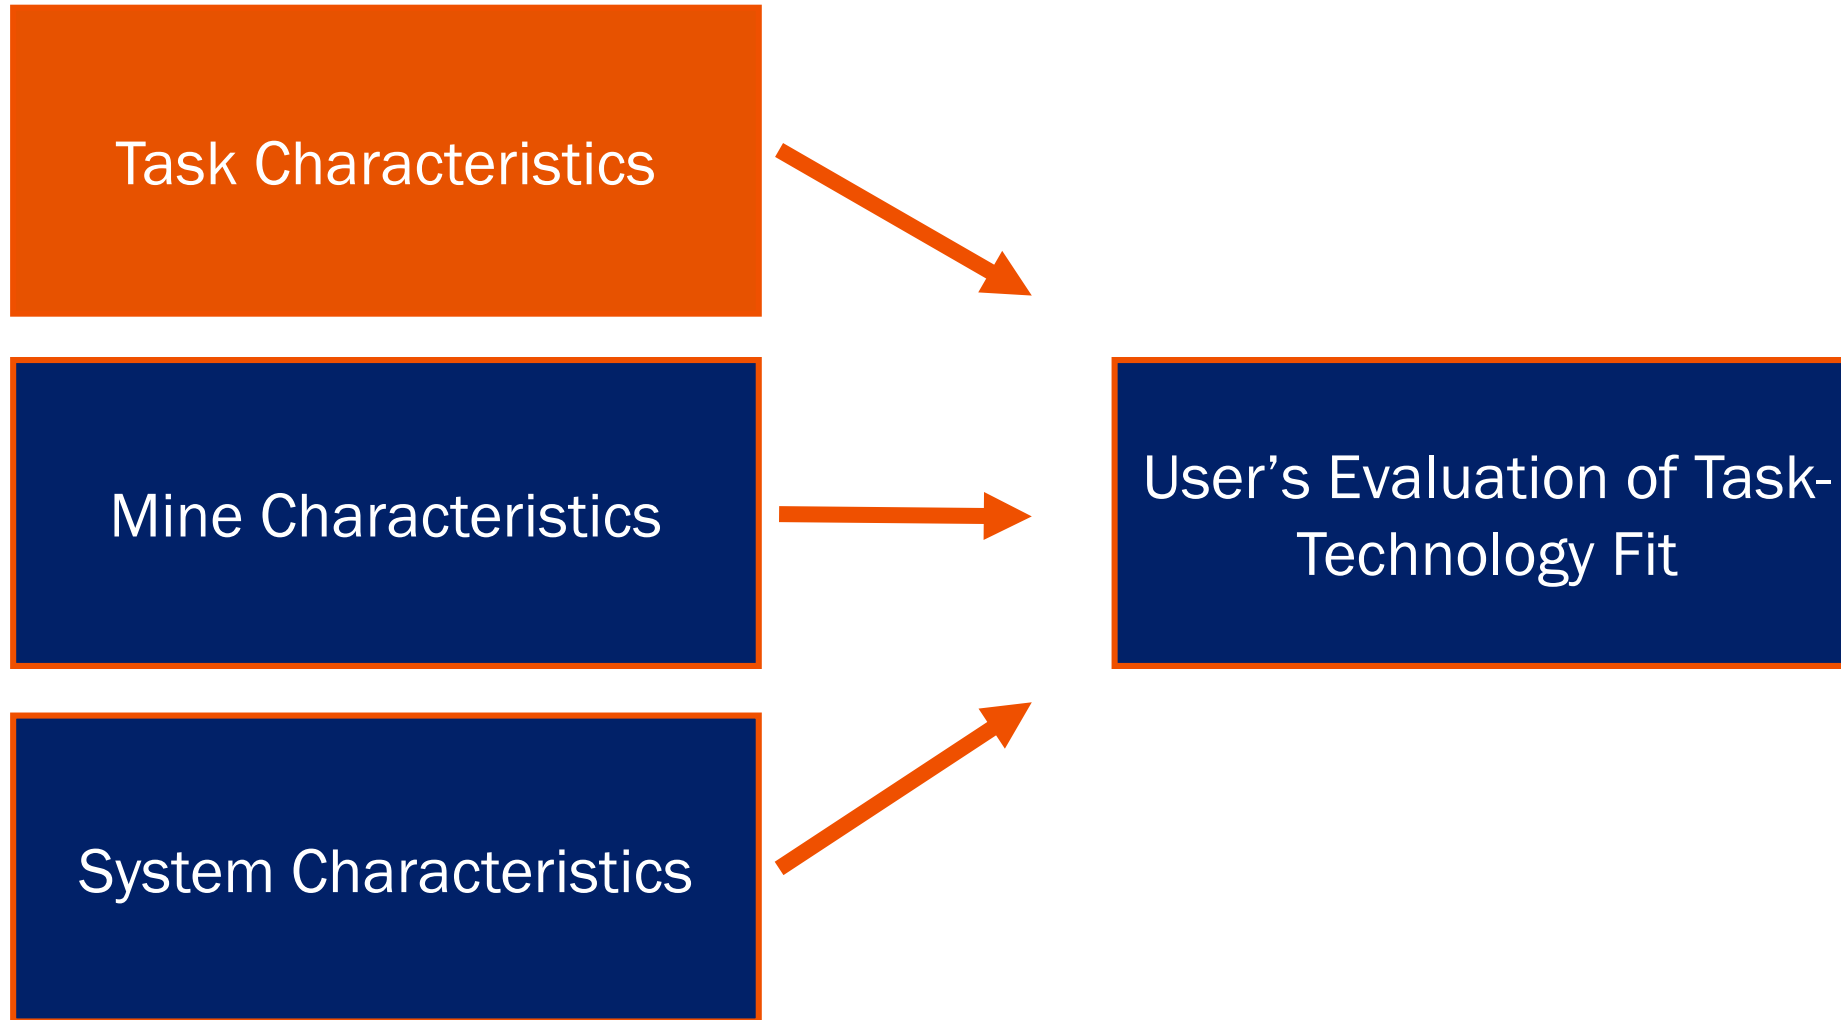 Task Characteristics
Mine Characteristics
User’s Evaluation of Task-
Technology Fit
System Characteristics